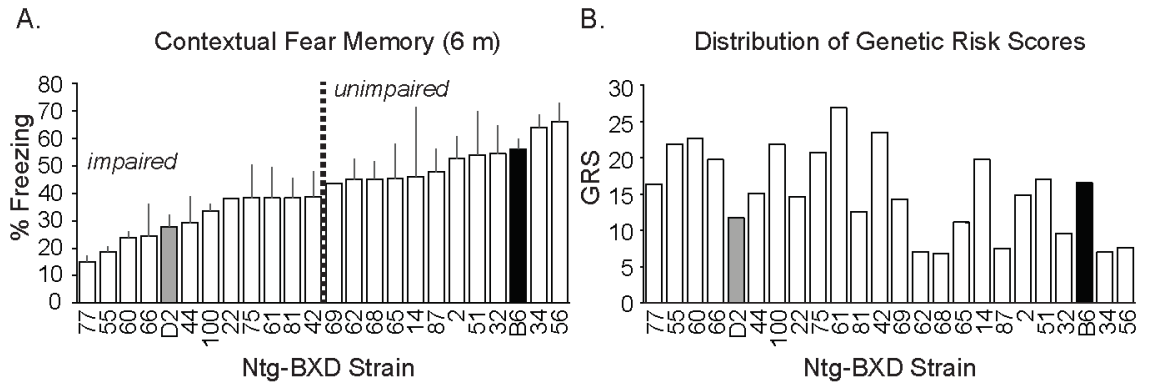 A.
Contextual Fear Memory (6 m)
80
70
60
50
40
30
20
10
0
% Freezing
impaired
unimpaired
77 55 60 66 D2 44 100 22 75 61 81 42 69 62 68 65 14 87 2 51 32 B6 34 56
Ntg-BXD Strain
B.
Distribution of Genetic Risk Scores
30
25
20
15
10
5
0
GRS
77 55 60 66 D2 44 100 22 75 61 81 42 69 62 68 65 14 87 2 51 32 B6 34 56
Ntg-BXD Strain